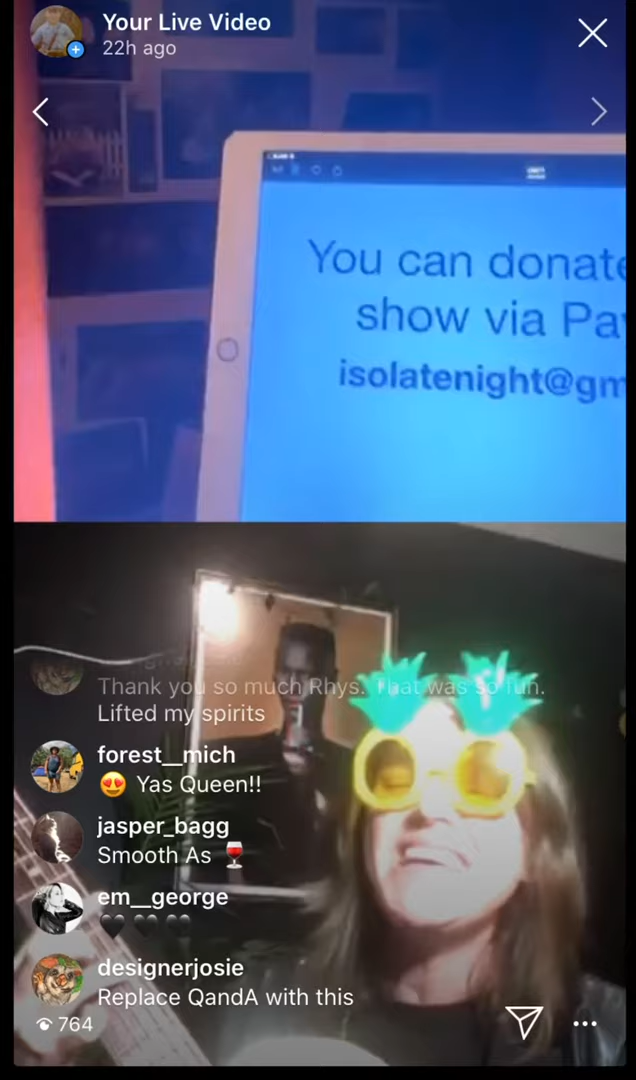 Your Live Video
22h ago
You can donate
show via Pa
isolatenight@gm
Thank you so much Rhys. That was so fun.
Lifted my spirits
forest__mich
😍 Yas Queen!!
jasper_bagg
Smooth As 🍷
em__george
🖤 🖤 🖤
designerjosie
Replace QandA with this
764